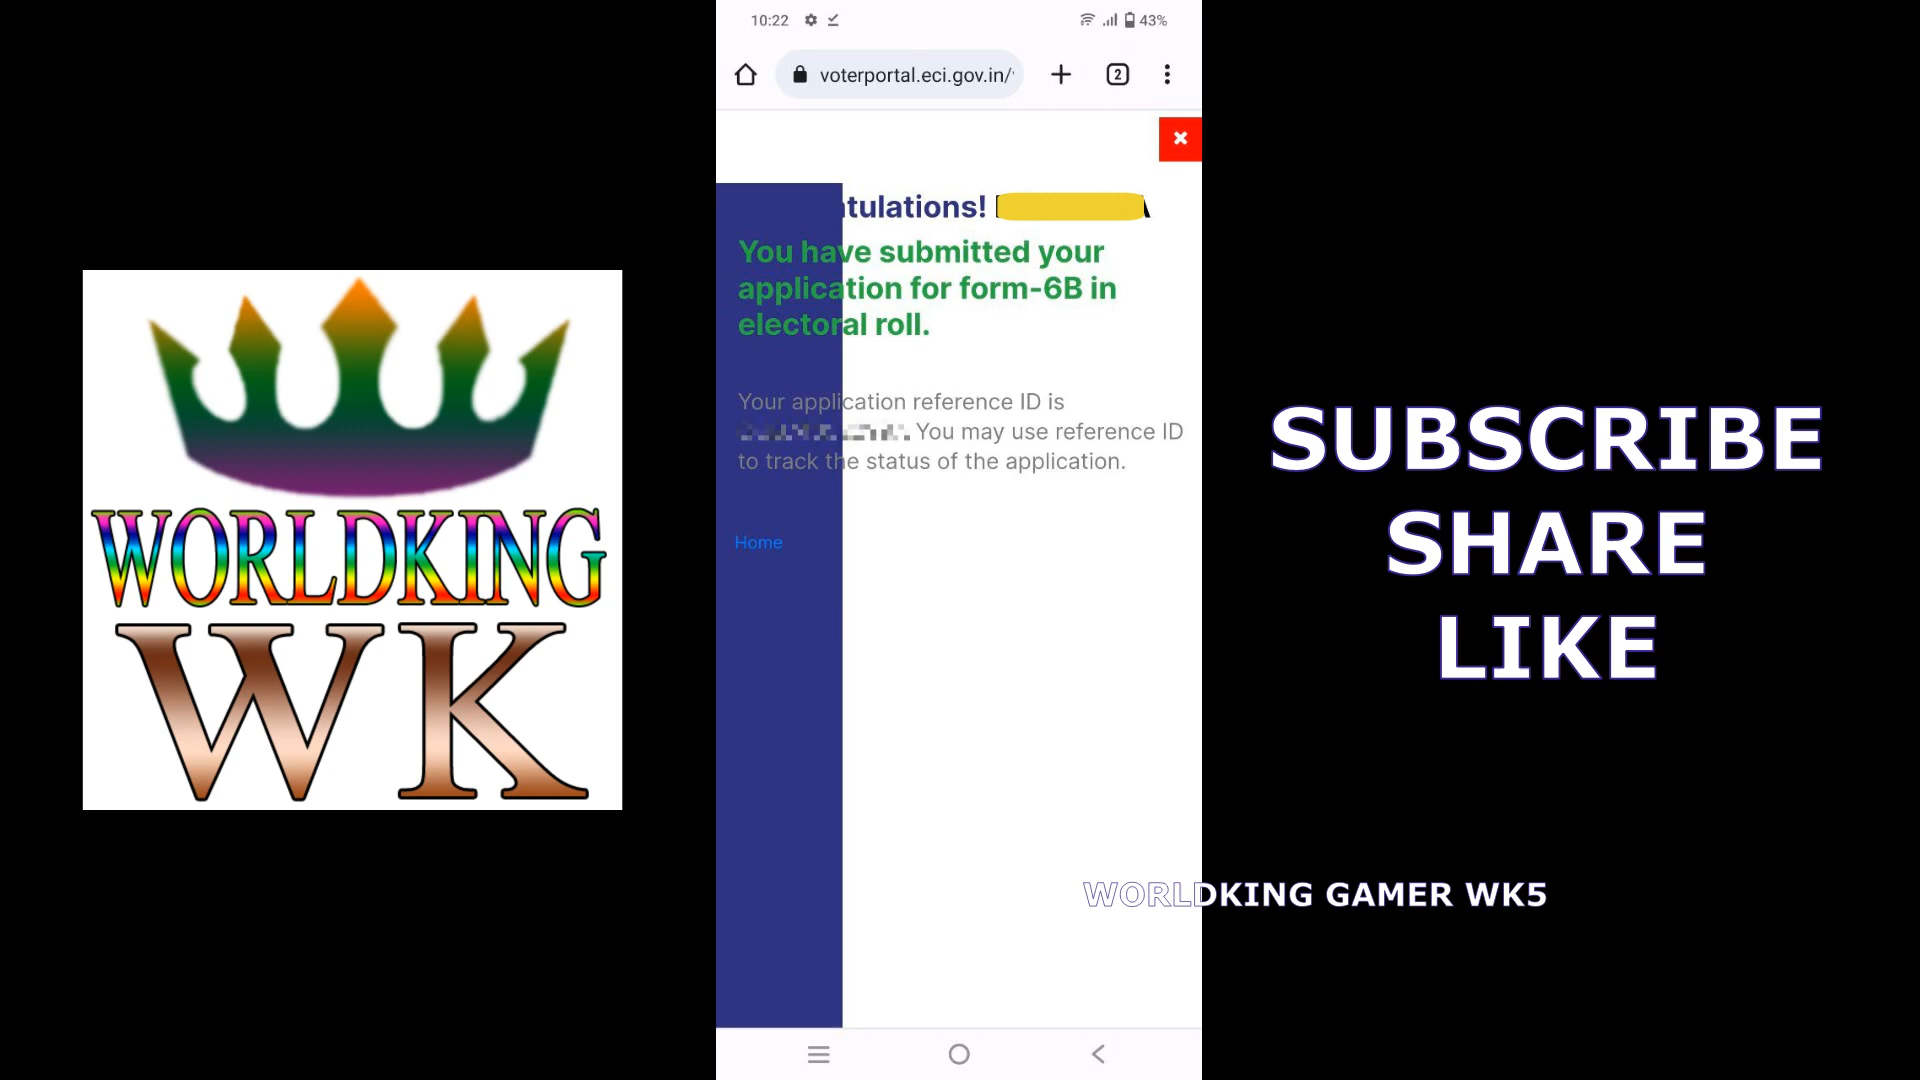 10:22
43%
voterportal.eci.gov.in/
2
tulations!
You have submitted your
application for form-6B in
electoral roll.
Your application reference ID is
You may use reference ID
to track the status of the application.
Home
WORLDKING
WK
SUBSCRIBE
SHARE
LIKE
WORLDKING GAMER WK5